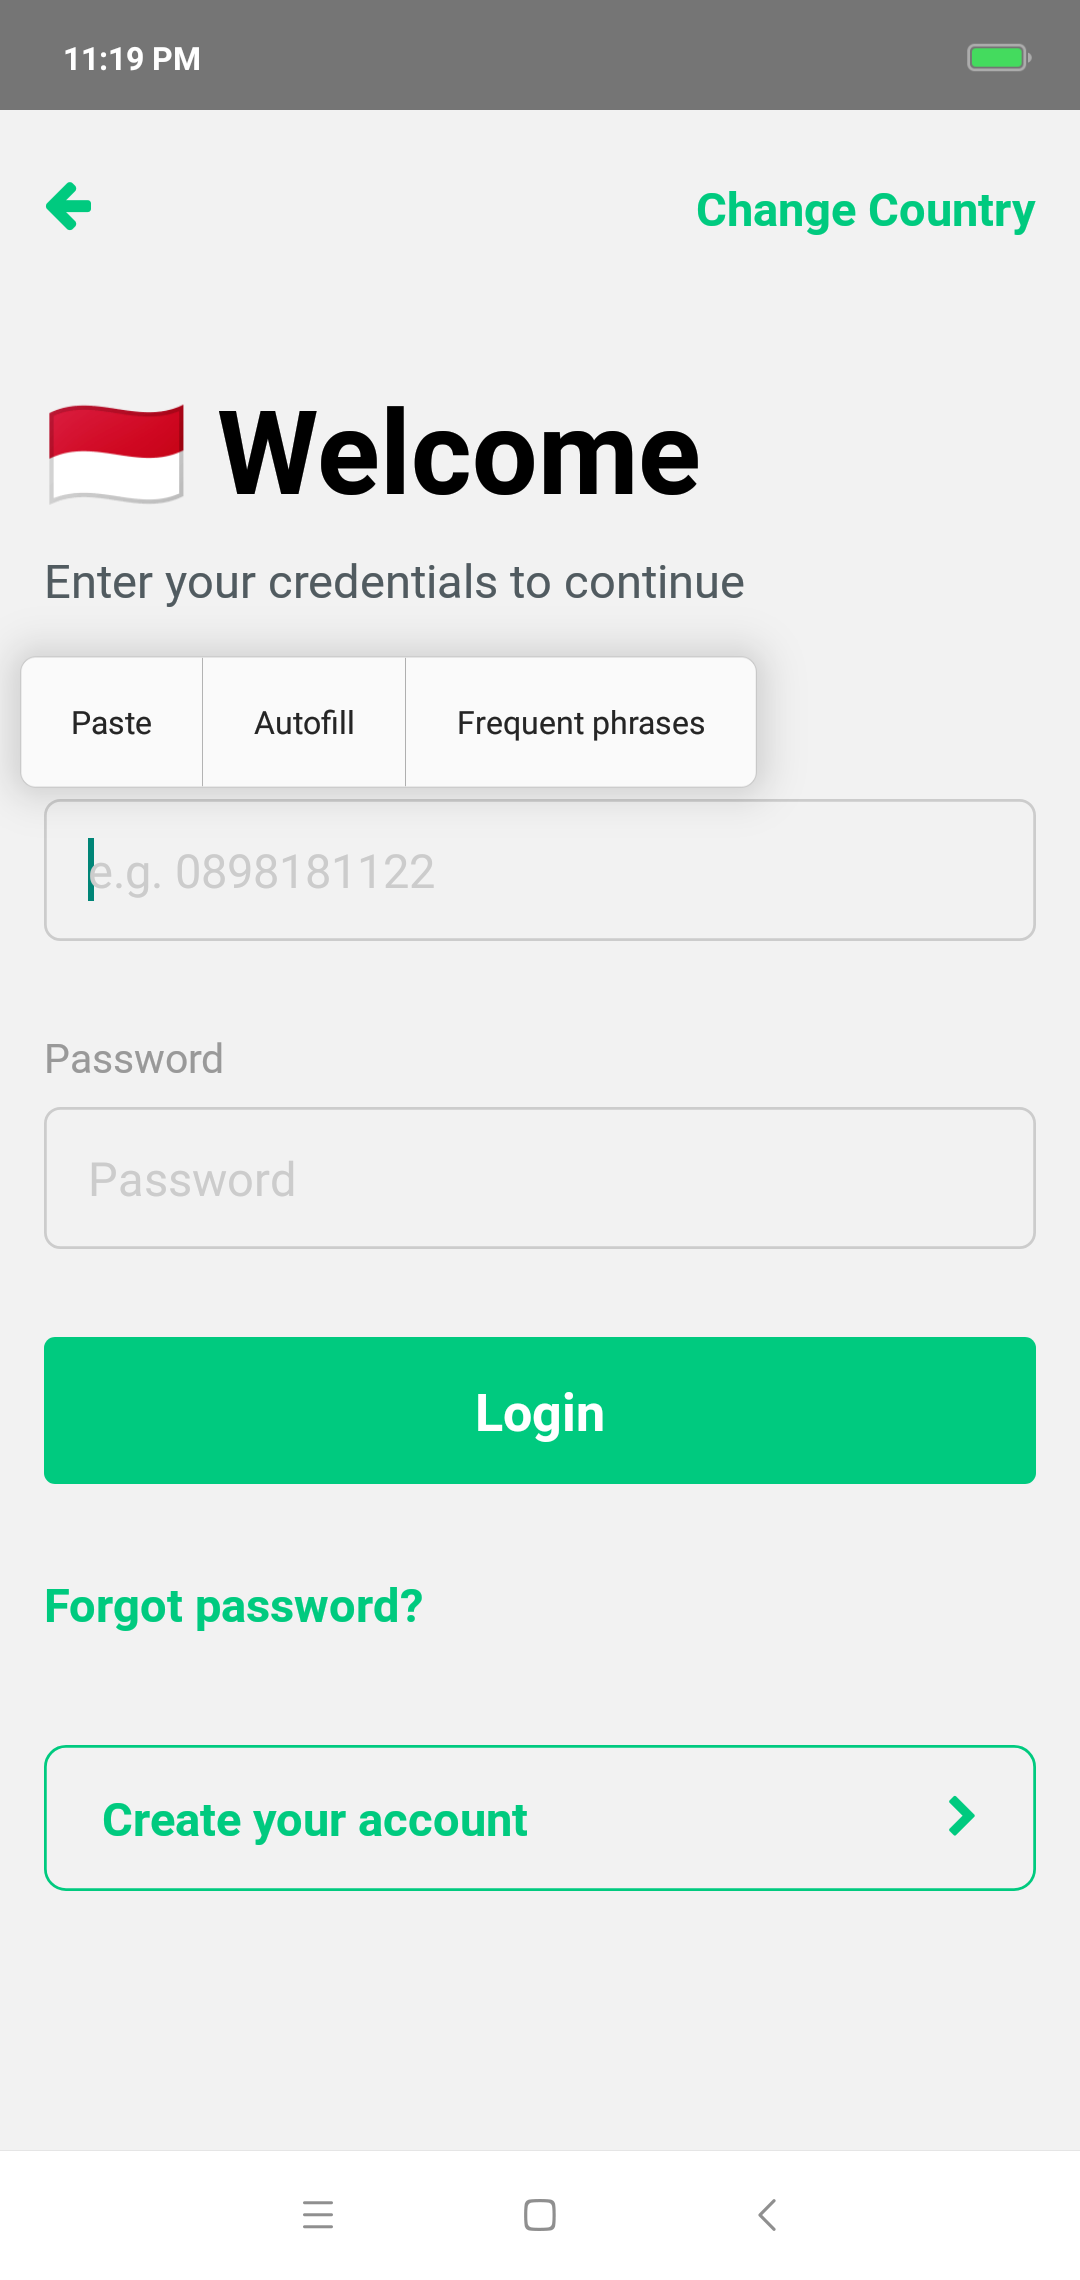 11:19 PM
Change Country
Welcome
Enter your credentials to continue
Paste
Autofill
Frequent phrases
e.g. 0898181122
Password
Password
Login
Forgot password?
Create your account